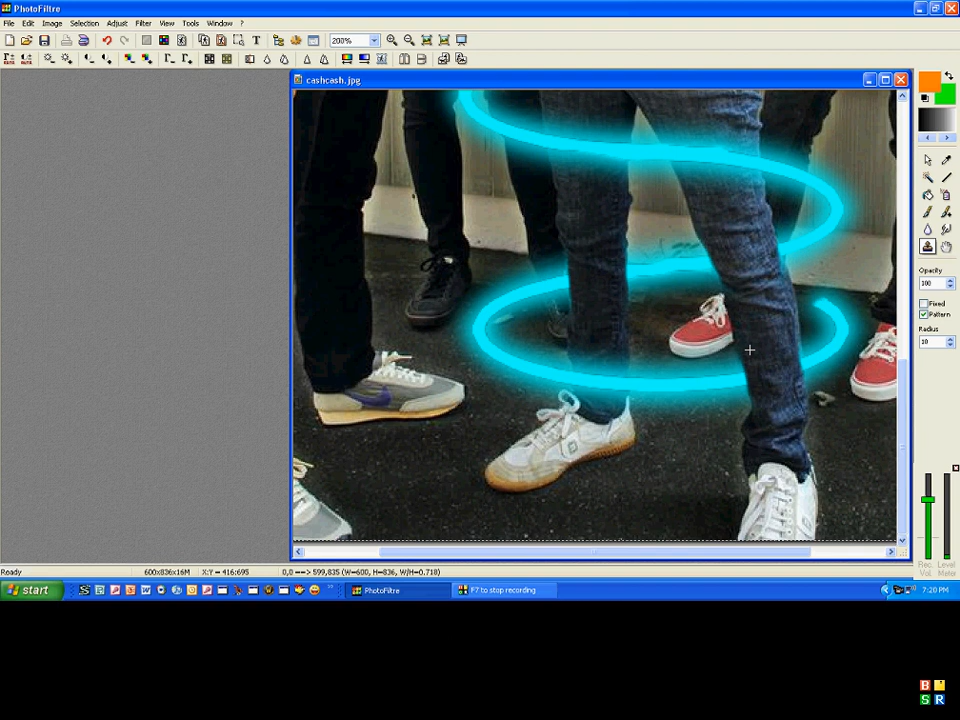 PhotoFiltre
File Edit Image Selection Adjust Filter View Tools Window ?
T 200%
cashcash.jpg
Opacity
100
Fixed
Pattern
Radius
10
Rec. Level
Vol Meter
Ready 600x836x16M X:Y = 416:695 0,0 ==> 599,835 (W=600, H=836, W/H=0.718)
start PhotoFiltre F7 to stop recording 7:20 PM
B
S R